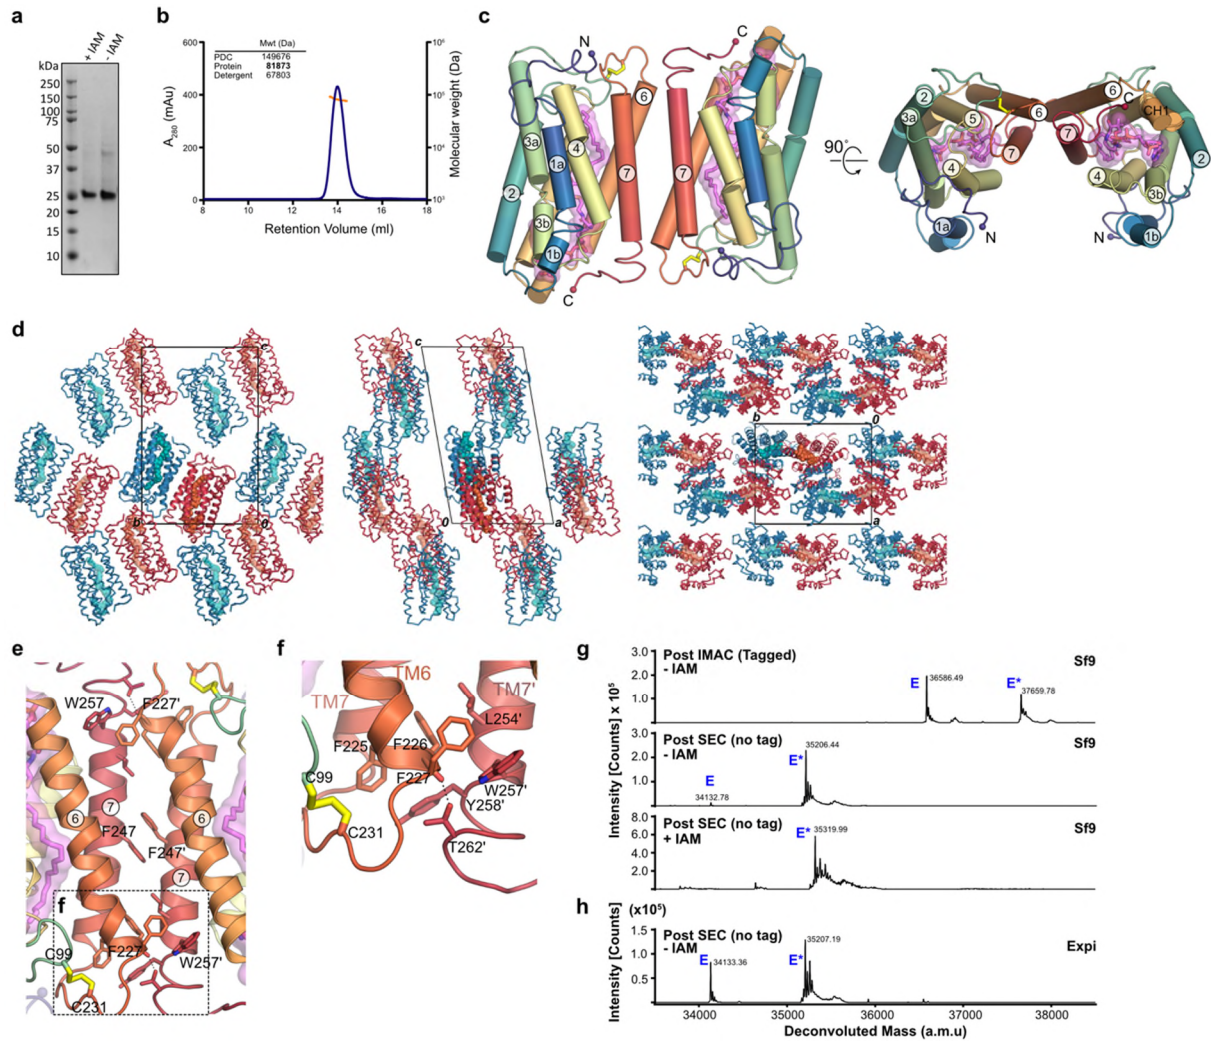 a
+ IAM
- IAM
kDa
250
150
100
75
50
37
25
20
15
10
b
600
400
200
0
A280 (mAu)
Mwt (Da)
PDC 149676
Protein 81873
Detergent 67803
10⁶
10⁵
10⁴
10³
Molecular weight (Da)
8 10 12 14 16 18
Retention Volume (ml)
c
N
C
6
3a
1a
4
2
7
7
3b
1b
C
N
90°
2
3a
5
6
6
C
CH1
7
7
4
4
2
3b
1a
N
N
1b
d
c
b
0
c
0
a
b
0
a
e
W257
F227'
7
6
6
F247
F247'
7
f
C99
F227
W257'
C231
f
TM6
TM7
TM7'
L254'
F225
F226
C99
F227
W257'
Y258'
C231
T262'
g
Intensity [Counts] x 10⁵
3.0
2.0
1.0
Post IMAC (Tagged)
- IAM
Sf9
E
36586.49
E*
37659.78
3.0
2.0
1.0
Post SEC (no tag)
- IAM
Sf9
E
34132.78
E*
35206.44
8.0
6.0
4.0
2.0
Post SEC (no tag)
+ IAM
Sf9
E*
35319.99
h
(x10⁵)
Intensity [Counts]
1.5
1.0
0.5
Post SEC (no tag)
- IAM
Expi
E
34133.36
E*
35207.19
34000 35000 36000 37000 38000
Deconvoluted Mass (a.m.u)